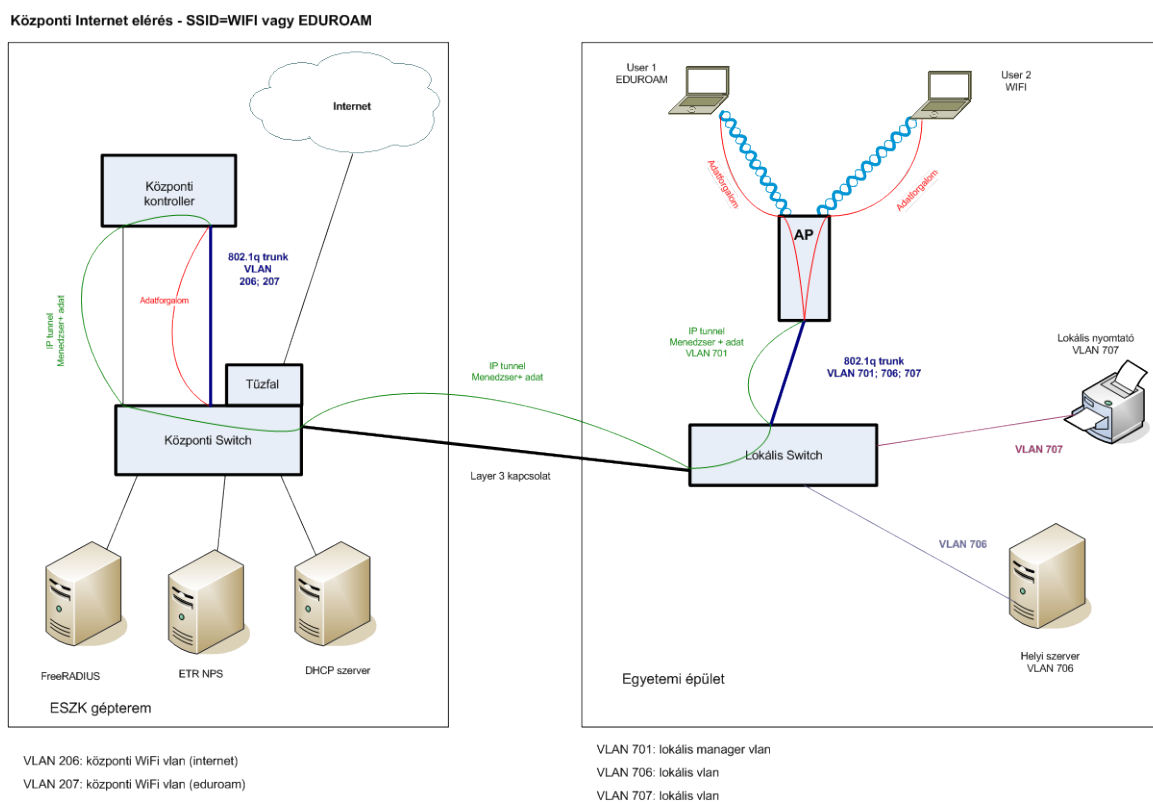 Központi Internet elérés - SSID=WIFI vagy EDUROAM
Internet
Központi
kontroller
802.1q trunk
VLAN
206; 207
IP tunnel
Menedzser+ adat
Adatforgalom
Tűzfal
Központi Switch
IP tunnel
Menedzser+ adat
Layer 3 kapcsolat
FreeRADIUS
ETR NPS
DHCP szerver
ESZK gépterem
User 1
EDUROAM
User 2
WIFI
Adatforgalom
Adatforgalom
AP
IP tunnel
Menedzser + adat
VLAN 701
802.1q trunk
VLAN 701; 706; 707
Lokális nyomtató
VLAN 707
Lokális Switch
VLAN 707
VLAN 706
Helyi szerver
VLAN 706
Egyetemi épület
VLAN 206: központi WiFi vlan (internet)
VLAN 207: központi WiFi vlan (eduroam)
VLAN 701: lokális manager vlan
VLAN 706: lokális vlan
VLAN 707: lokális vlan